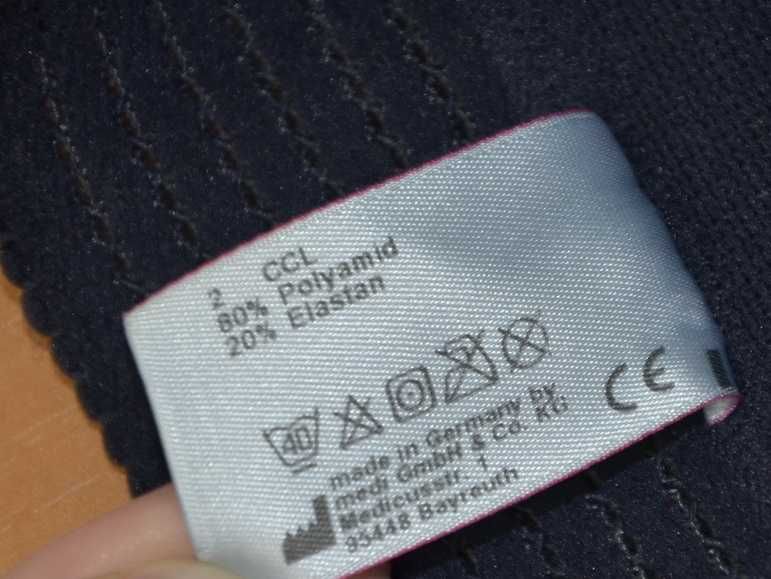 2 CCL
80% Polyamid
20% Elastan
40
CE
made in Germany by
medi GmbH & Co. KG
Medicusstr. 1
95448 Bayreuth